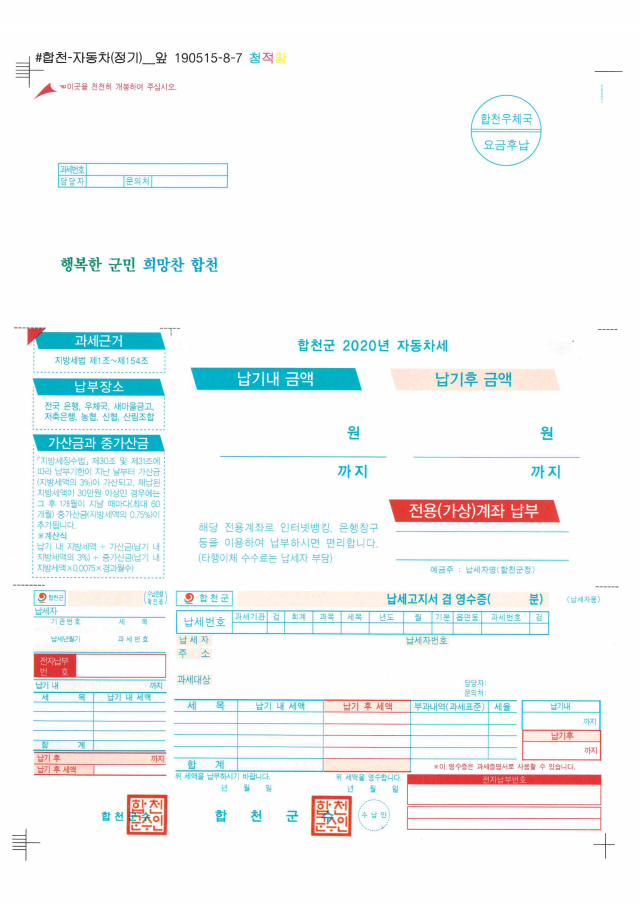 #합천-자동차(정기)__앞 190515-8-7 청적황
☜이곳을 천천히 개봉하여 주십시오.
합천우체국
요금후납
과세번호
담당자 문의처
행복한 군민 희망찬 합천
과세근거
지방세법 제1조~제154조
납부장소
전국 은행, 우체국, 새마을금고,
저축은행, 농협, 신협, 산림조합
가산금과 중가산금
「지방세징수법」 제30조 및 제31조에
따라 납부기한이 지난 날부터 가산금
(지방세액의 3%)이 가산되고, 체납된
지방세액이 30만원 이상인 경우에는
그 후 1개월이 지날 때마다(최대 60
개월) 중가산금(지방세액의 0.75%)이
추가됩니다.
※계산식
납기 내 지방세액 + 가산금(납기 내
지방세액의 3%) + 중가산금(납기 내
지방세액×0.0075×경과월수)
합천군 2020년 자동차세
납기내 금액 납기후 금액
원 원
까지 까지
전용(가상)계좌 납부
해당 전용계좌로 인터넷뱅킹, 은행창구
등을 이용하여 납부하시면 편리합니다.
(타행이체 수수료는 납세자 부담)
예금주 : 납세자명(합천군청)
합천군 (수납은행 확인용)
납세자
기관번호 세 목
납세년월기 과세번호
전자납부
번 호
납기 내 까지
세 목 납기 내 세액
합 계
납기 후 까지
납기 후 세액
합천군수
합천군수인
합천군 납세고지서 겸 영수증( 분) (납세자용)
납세번호 과세기관 검 회계 과목 세목 년도 월 기분 읍면동 과세번호 검
납세자 납세자번호
주 소
과세대상
담당자:
문의처:
세 목 납기 내 세액 납기 후 세액 부과내역(과세표준) 세율
합 계
납기내
까지
납기후
까지
※이 영수증은 과세증명서로 사용할 수 있습니다.
위 세액을 납부하시기 바랍니다. 위 세액을 영수합니다.
년 월 일 년 월 일
전자납부번호
합 천 군 수
합천군수인
수납인